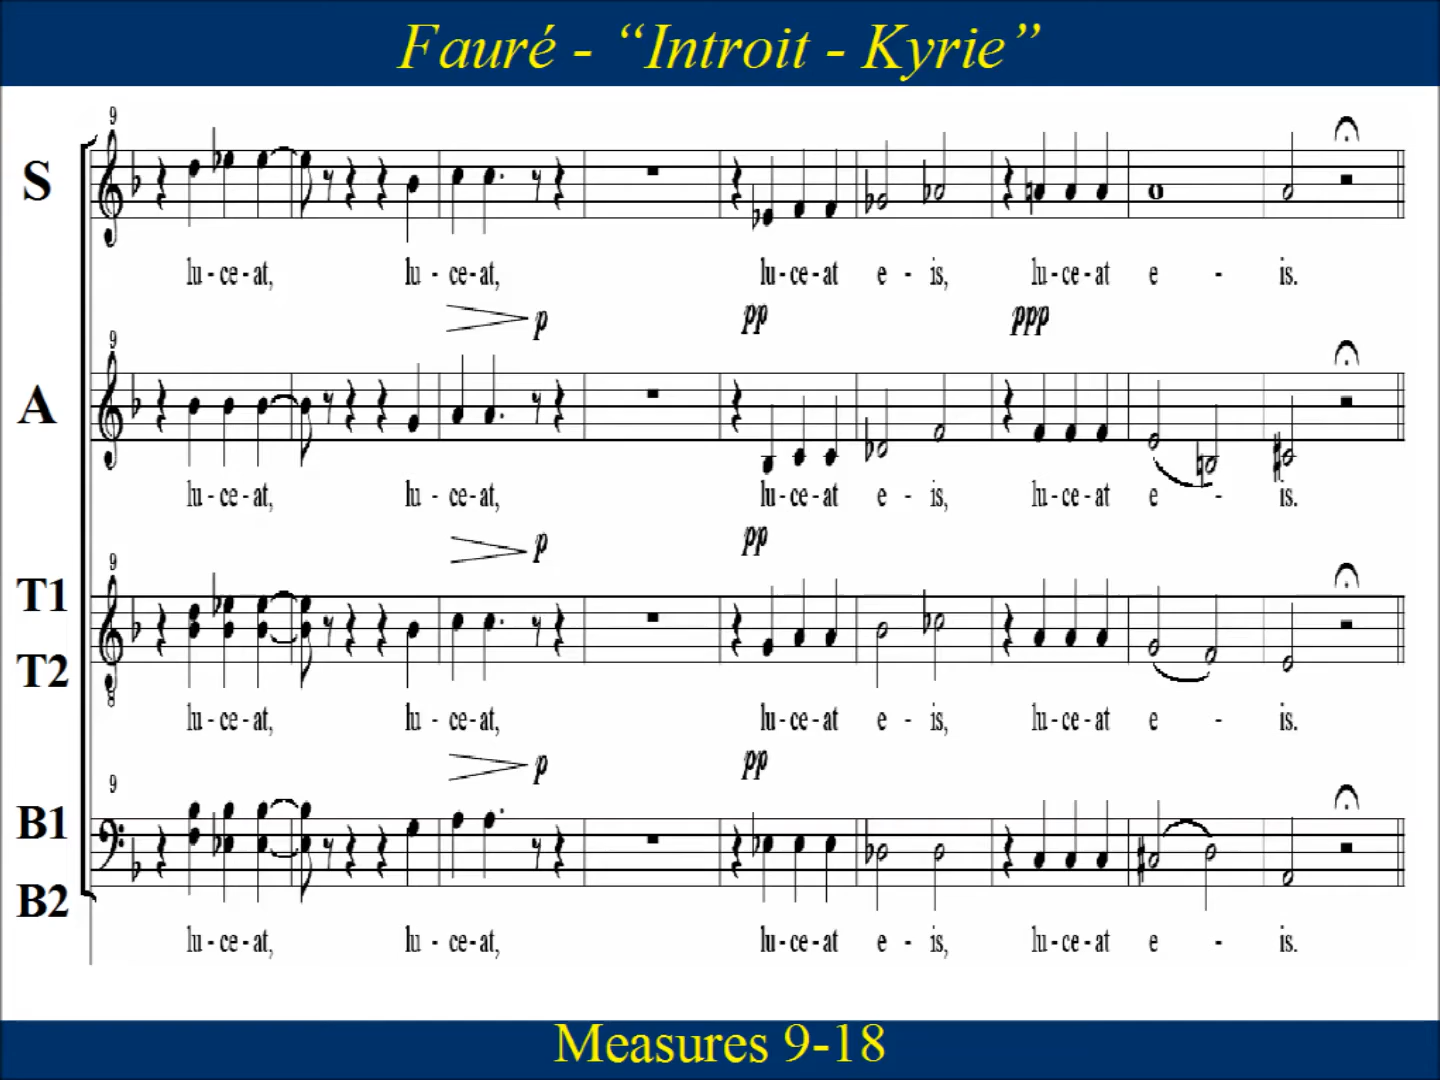 Fauré - “Introit - Kyrie”
9
S
lu - ce - at, lu - ce - at, lu - ce - at e - is, lu - ce - at e - is.
p pp ppp
9
A
lu - ce - at, lu - ce - at, lu - ce - at e - is, lu - ce - at e - is.
p pp
9
T1
T2
8
lu - ce - at, lu - ce - at, lu - ce - at e - is, lu - ce - at e - is.
p pp
9
B1
B2
lu - ce - at, lu - ce - at, lu - ce - at e - is, lu - ce - at e - is.
Measures 9-18